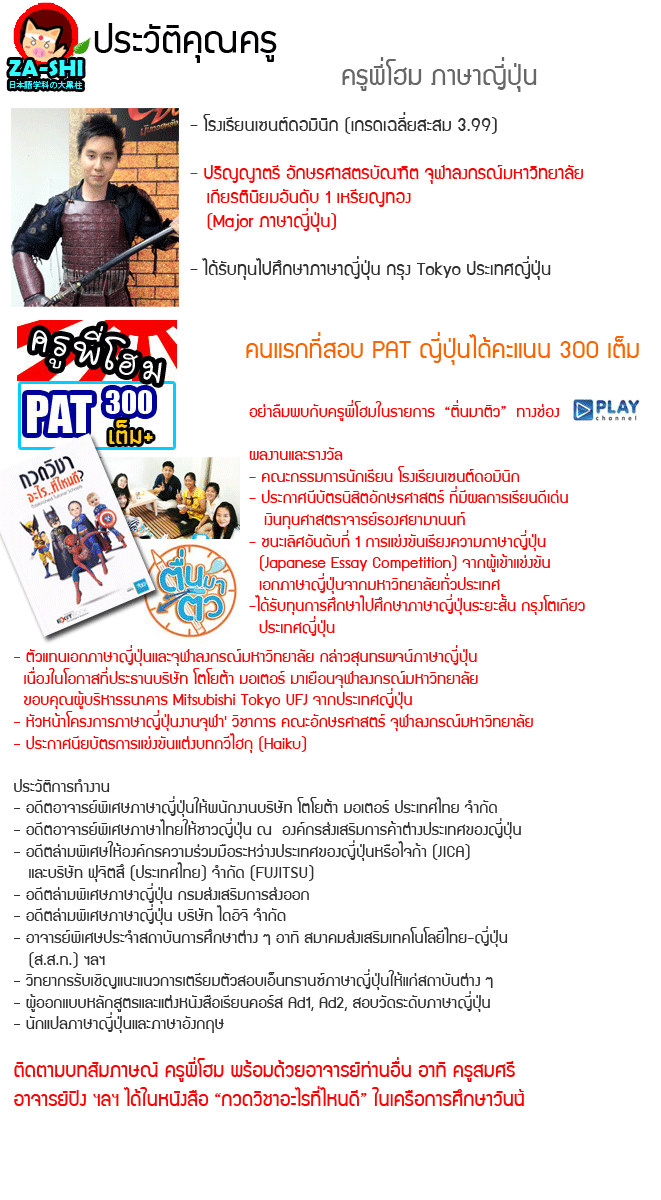 ZA-SHI
日本語学科の大黒柱
ประวัติคุณครู
ครูพี่โฮม ภาษาญี่ปุ่น
- โรงเรียนเซนต์ดอมินิก (เกรดเฉลี่ยสะสม 3.99)
- ปริญญาตรี อักษรศาสตรบัณฑิต จุฬาลงกรณ์มหาวิทยาลัย
เกียรตินิยมอันดับ 1 เหรียญทอง
(Major ภาษาญี่ปุ่น)
- ได้รับทุนไปศึกษาภาษาญี่ปุ่น กรุง Tokyo ประเทศญี่ปุ่น
ครูพี่โฮม
PAT 300
เต็ม+
คนแรกที่สอบ PAT ญี่ปุ่นได้คะแนน 300 เต็ม
อย่าลืมพบกับครูพี่โฮมในรายการ "ตื่นมาติว" ทางช่อง PLAY channel
กวดวิชา
อะไร..ที่ไหนดี?
ตื่นมาติว
ผลงานและรางวัล
- คณะกรรมการนักเรียน โรงเรียนเซนต์ดอมินิก
- ประกาศนีบัตรนิสิตอักษรศาสตร์ ที่มีผลการเรียนดีเด่น
เงินทุนศาสตราจารย์รองศยามานนท์
- ชนะเลิศอันดับที่ 1 การแข่งขันเรียงความภาษาญี่ปุ่น
(Japanese Essay Competition) จากผู้เข้าแข่งขัน
เอกภาษาญี่ปุ่นจากมหาวิทยาลัยทั่วประเทศ
-ได้รับทุนการศึกษาไปศึกษาภาษาญี่ปุ่นระยะสั้น กรุงโตเกียว
ประเทศญี่ปุ่น
- ตัวแทนเอกภาษาญี่ปุ่นและจุฬาลงกรณ์มหาวิทยาลัย กล่าวสุนทรพจน์ภาษาญี่ปุ่น
เนื่องในโอกาสที่ประธานบริษัท โตโยต้า มอเตอร์ มาเยือนจุฬาลงกรณ์มหาวิทยาลัย
ขอบคุณผู้บริหารธนาคาร Mitsubishi Tokyo UFJ จากประเทศญี่ปุ่น
- หัวหน้าโครงการภาษาญี่ปุ่นงานจุฬา' วิชาการ คณะอักษรศาสตร์ จุฬาลงกรณ์มหาวิทยาลัย
- ประกาศนียบัตรการแข่งขันแต่งบทกวีไฮกุ (Haiku)
ประวัติการทำงาน
- อดีตอาจารย์พิเศษภาษาญี่ปุ่นให้พนักงานบริษัท โตโยต้า มอเตอร์ ประเทศไทย จำกัด
- อดีตอาจารย์พิเศษภาษาไทยให้ชาวญี่ปุ่น ณ องค์กรส่งเสริมการค้าต่างประเทศของญี่ปุ่น
- อดีตล่ามพิเศษให้องค์กรความร่วมมือระหว่างประเทศของญี่ปุ่นหรือไจก้า (JICA)
และบริษัท ฟุจิตสึ (ประเทศไทย) จำกัด (FUJITSU)
- อดีตล่ามพิเศษภาษาญี่ปุ่น กรมส่งเสริมการส่งออก
- อดีตล่ามพิเศษภาษาญี่ปุ่น บริษัท ไดอิจิ จำกัด
- อาจารย์พิเศษประจำสถาบันการศึกษาต่าง ๆ อาทิ สมาคมส่งเสริมเทคโนโลยีไทย-ญี่ปุ่น
(ส.ส.ท.) ฯลฯ
- วิทยากรรับเชิญแนะแนวการเตรียมตัวสอบเอ็นทรานซ์ภาษาญี่ปุ่นให้แก่สถาบันต่าง ๆ
- ผู้ออกแบบหลักสูตรและแต่งหนังสือเรียนคอร์ส Ad1, Ad2, สอบวัดระดับภาษาญี่ปุ่น
- นักแปลภาษาญี่ปุ่นและภาษาอังกฤษ
ติดตามบทสัมภาษณ์ ครูพี่โฮม พร้อมด้วยอาจารย์ท่านอื่น อาทิ ครูสมศรี
อาจารย์ปิง ฯลฯ ได้ในหนังสือ "กวดวิชาอะไรที่ไหนดี" ในเครือการศึกษาวันนี้